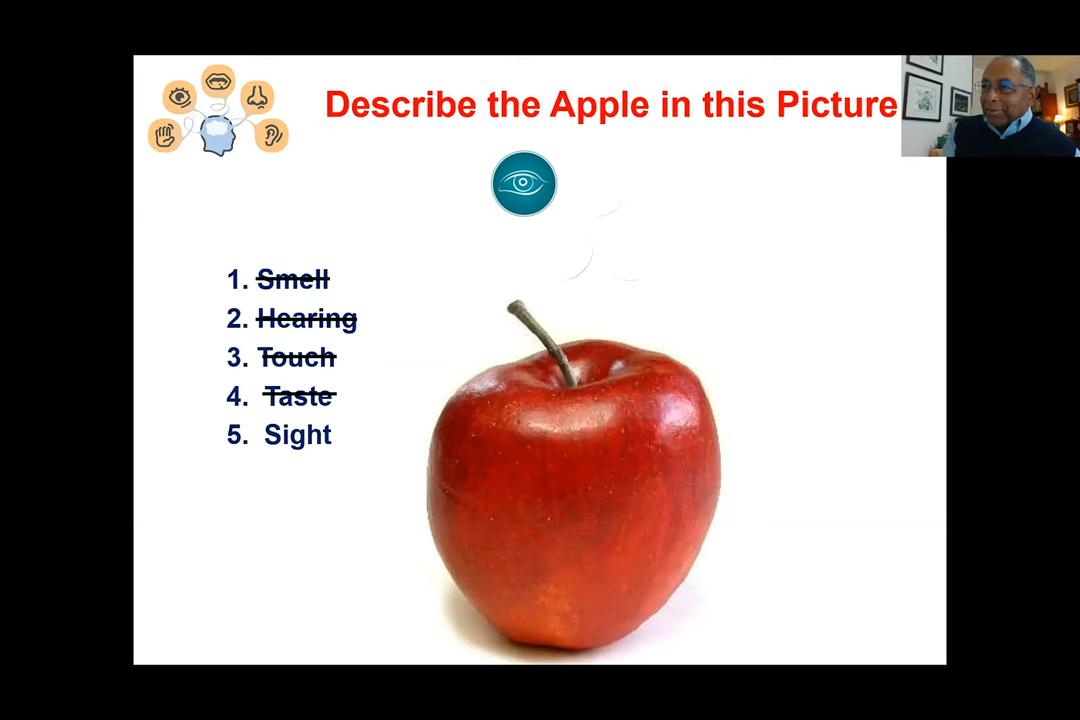 Describe the Apple in this Picture
1. Smell
2. Hearing
3. Touch
4. Taste
5. Sight